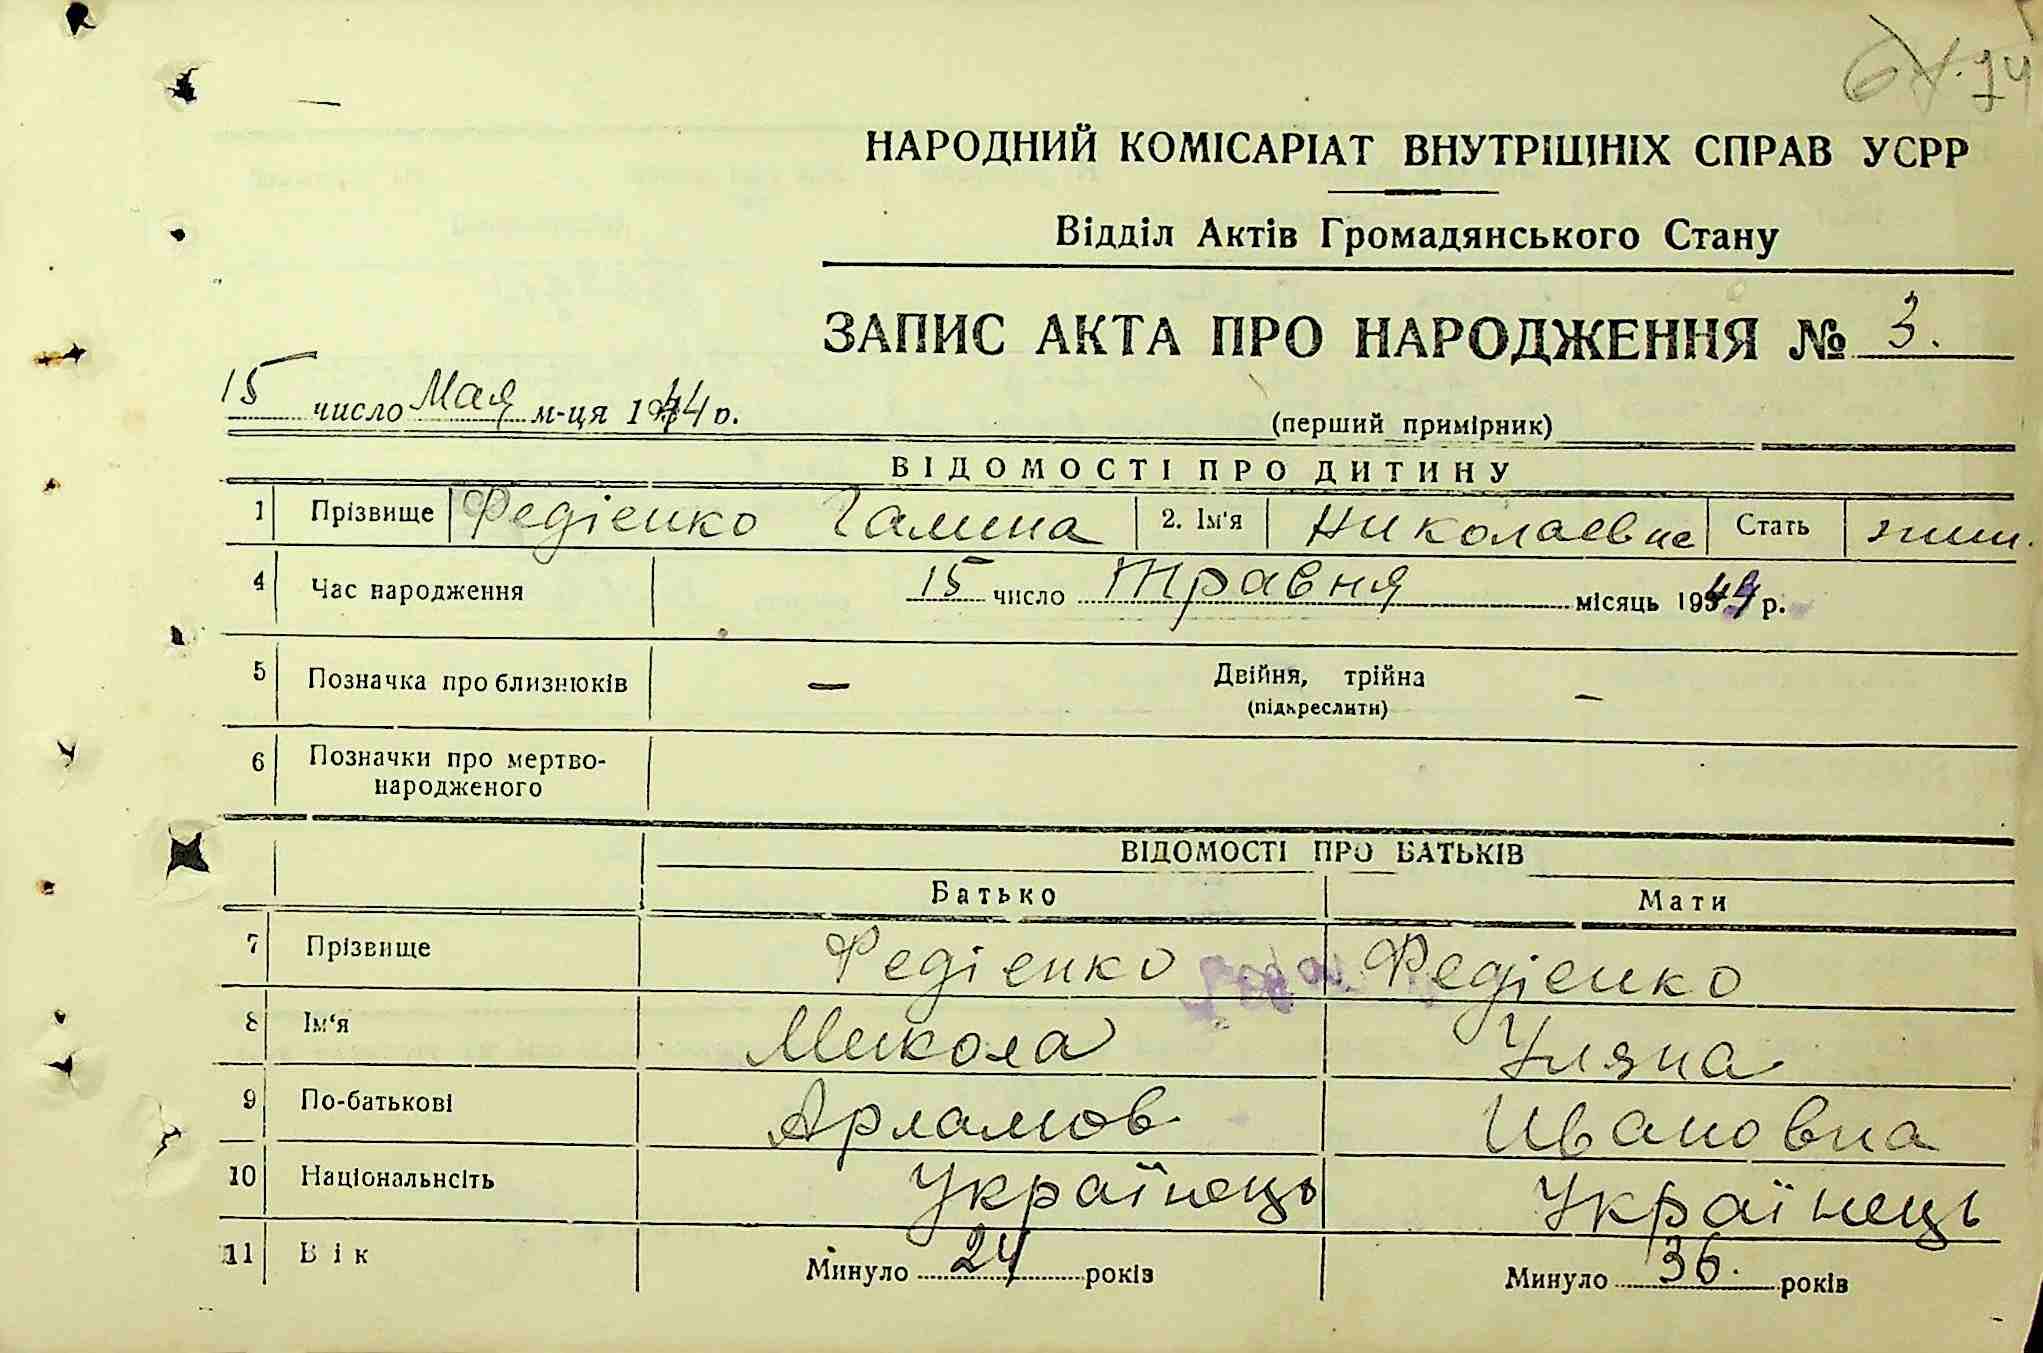 НАРОДНИЙ КОМІСАРІАТ ВНУТРІШНІХ СПРАВ УСРР
Відділ Актів Громадянського Стану
ЗАПИС АКТА ПРО НАРОДЖЕННЯ № 3.
15 число Мая м-ця 1944 р.
(перший примірник)
ВІДОМОСТІ ПРО ДИТИНУ
1 Прізвище Федіенко Галина 2. Ім'я Николаевна Стать жин.
4 Час народження 15 число Травня місяць 1944 р.
5 Позначка про близнюків — Двійня, трійна —
(підкреслити)
6 Позначки про мертво-
народженого
ВІДОМОСТІ ПРО БАТЬКІВ
Батько Мати
7 Прізвище Федіенко Федіенко
8 Ім'я Микола Уляна
9 По-батькові Арламов Ивановна
10 Національнсіть Українець Українець
11 Вік Минуло 24 років Минуло 36. років